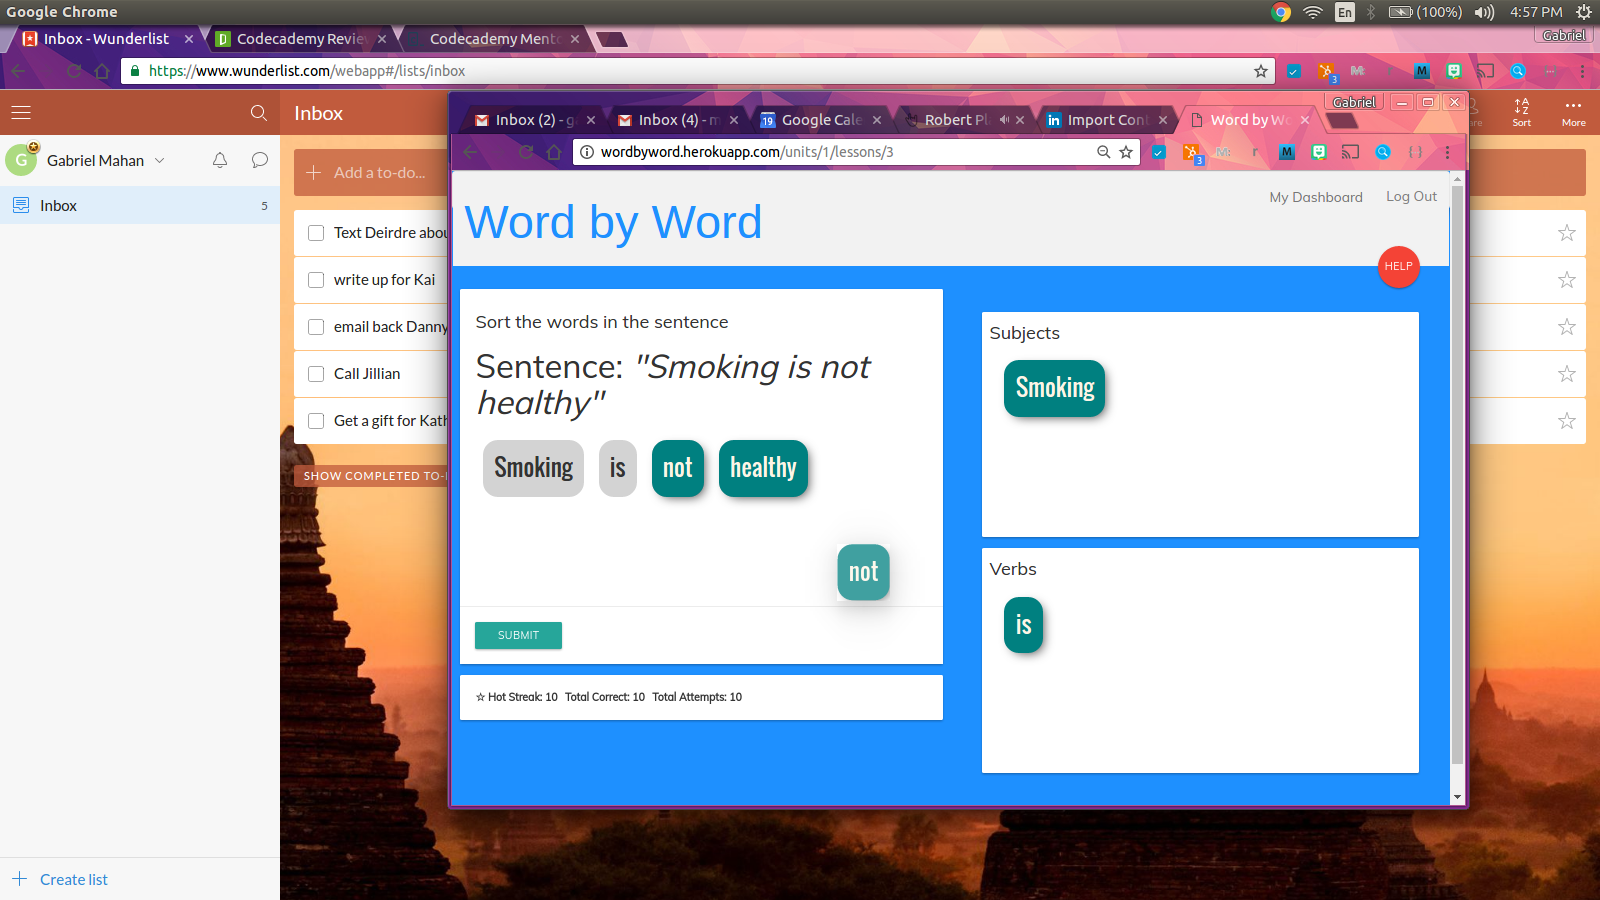 Google Chrome
En
(100%)
4:57 PM
Inbox - Wunderlist
Codecademy Revie
Codecademy Mento
Gabriel
https://www.wunderlist.com/webapp#/lists/inbox
Inbox
Sort
More
G
Gabriel Mahan
Inbox
5
Add a to-do...
Text Deirdre abou
write up for Kai
email back Danny
Call Jillian
Get a gift for Kath
SHOW COMPLETED TO-
Create list
Gabriel
Inbox (2) - g
Inbox (4) - m
19
Google Cale
Robert Pl
in
Import Cont
Word by Wo
wordbyword.herokuapp.com/units/1/lessons/3
Word by Word
My Dashboard
Log Out
HELP
Sort the words in the sentence
Sentence: "Smoking is not
healthy"
Smoking
is
not
healthy
not
SUBMIT
☆ Hot Streak: 10 Total Correct: 10 Total Attempts: 10
Subjects
Smoking
Verbs
is